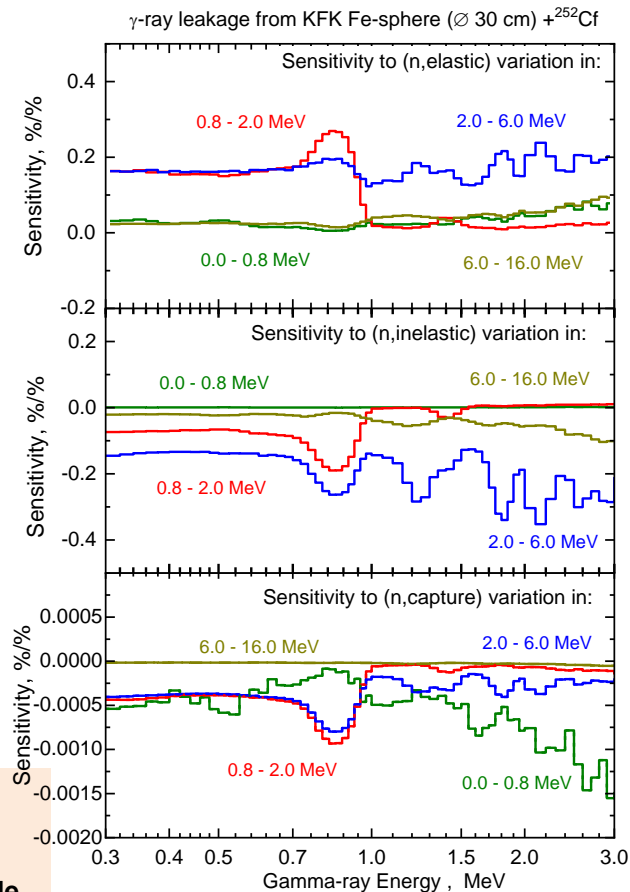 γ-ray leakage from KFK Fe-sphere (∅ 30 cm) +²⁵²Cf
Sensitivity to (n,elastic) variation in:
0.8 - 2.0 MeV
2.0 - 6.0 MeV
0.0 - 0.8 MeV
6.0 - 16.0 MeV
Sensitivity, %/%
0.4
0.2
0.0
-0.2
Sensitivity to (n,inelastic) variation in:
0.0 - 0.8 MeV
6.0 - 16.0 MeV
0.8 - 2.0 MeV
2.0 - 6.0 MeV
Sensitivity, %/%
0.2
0.0
-0.2
-0.4
Sensitivity to (n,capture) variation in:
6.0 - 16.0 MeV
2.0 - 6.0 MeV
0.8 - 2.0 MeV
0.0 - 0.8 MeV
Sensitivity, %/%
0.0005
0.0000
-0.0005
-0.0010
-0.0015
-0.0020
0.3 0.4 0.5 0.7 1.0 1.5 2.0 3.0
Gamma-ray Energy , MeV